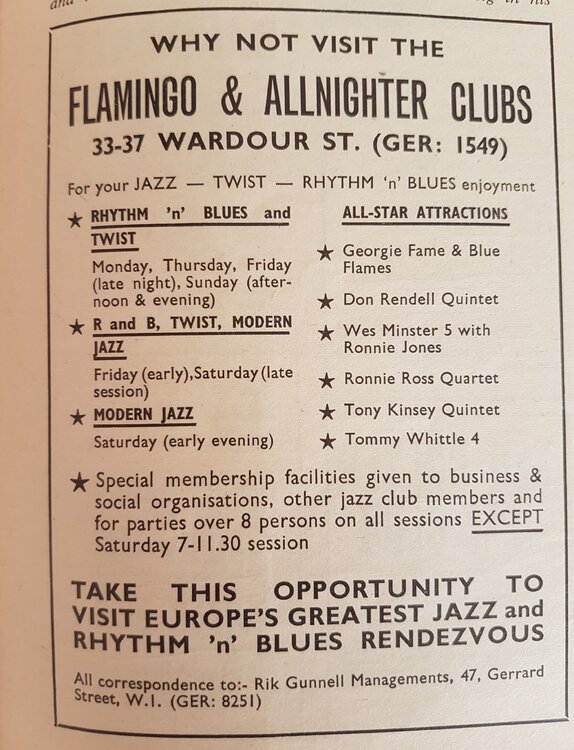 WHY NOT VISIT THE
FLAMINGO & ALLNIGHTER CLUBS
33-37 WARDOUR ST. (GER: 1549)
For your JAZZ — TWIST — RHYTHM 'n' BLUES enjoyment
★ RHYTHM 'n' BLUES and
TWIST
Monday, Thursday, Friday
(late night), Sunday (after-
noon & evening)
★ R and B, TWIST, MODERN
JAZZ
Friday (early), Saturday (late
session)
★ MODERN JAZZ
Saturday (early evening)
ALL-STAR ATTRACTIONS
★ Georgie Fame & Blue
Flames
★ Don Rendell Quintet
★ Wes Minster 5 with
Ronnie Jones
★ Ronnie Ross Quartet
★ Tony Kinsey Quintet
★ Tommy Whittle 4
★ Special membership facilities given to business &
social organisations, other jazz club members and
for parties over 8 persons on all sessions EXCEPT
Saturday 7-11.30 session
TAKE THIS OPPORTUNITY TO
VISIT EUROPE'S GREATEST JAZZ and
RHYTHM 'n' BLUES RENDEZVOUS
All correspondence to:- Rik Gunnell Managements, 47, Gerrard
Street, W.1. (GER: 8251)